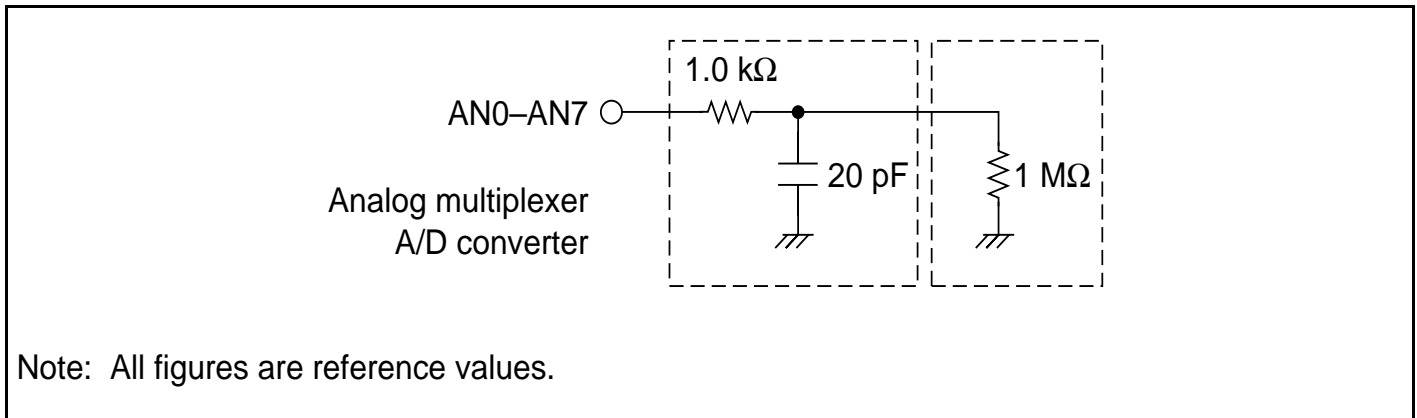 1.0 kΩ
AN0–AN7
20 pF
1 MΩ
Analog multiplexer
A/D converter
Note: All figures are reference values.